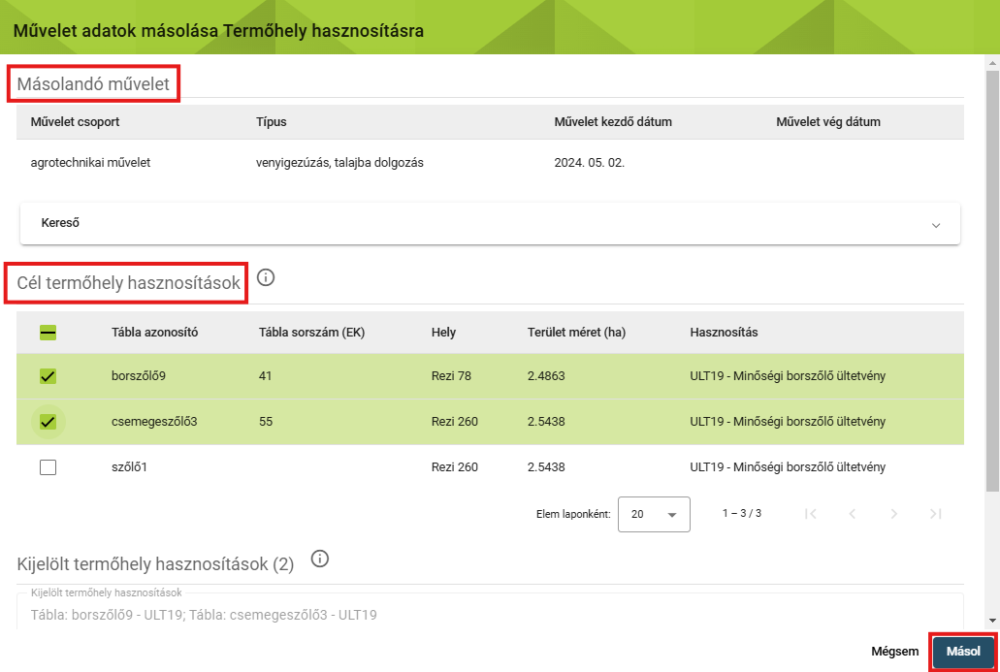 Művelet adatok másolása Termőhely hasznosításra
Másolandó művelet
Művelet csoport Típus Művelet kezdő dátum Művelet vég dátum
agrotechnikai művelet venyigezúzás, talajba dolgozás 2024. 05. 02.
Kereső
Cél termőhely hasznosítások
Tábla azonosító Tábla sorszám (EK) Hely Terület méret (ha) Hasznosítás
borszőlő9 41 Rezi 78 2.4863 ULT19 - Minőségi borszőlő ültetvény
csemegeszőlő3 55 Rezi 260 2.5438 ULT19 - Minőségi borszőlő ültetvény
szőlő1 Rezi 260 2.5438 ULT19 - Minőségi borszőlő ültetvény
Elem laponként: 20 1 – 3 / 3
Kijelölt termőhely hasznosítások (2)
Kijelölt termőhely hasznosítások
Tábla: borszőlő9 - ULT19; Tábla: csemegeszőlő3 - ULT19
Mégsem Másol